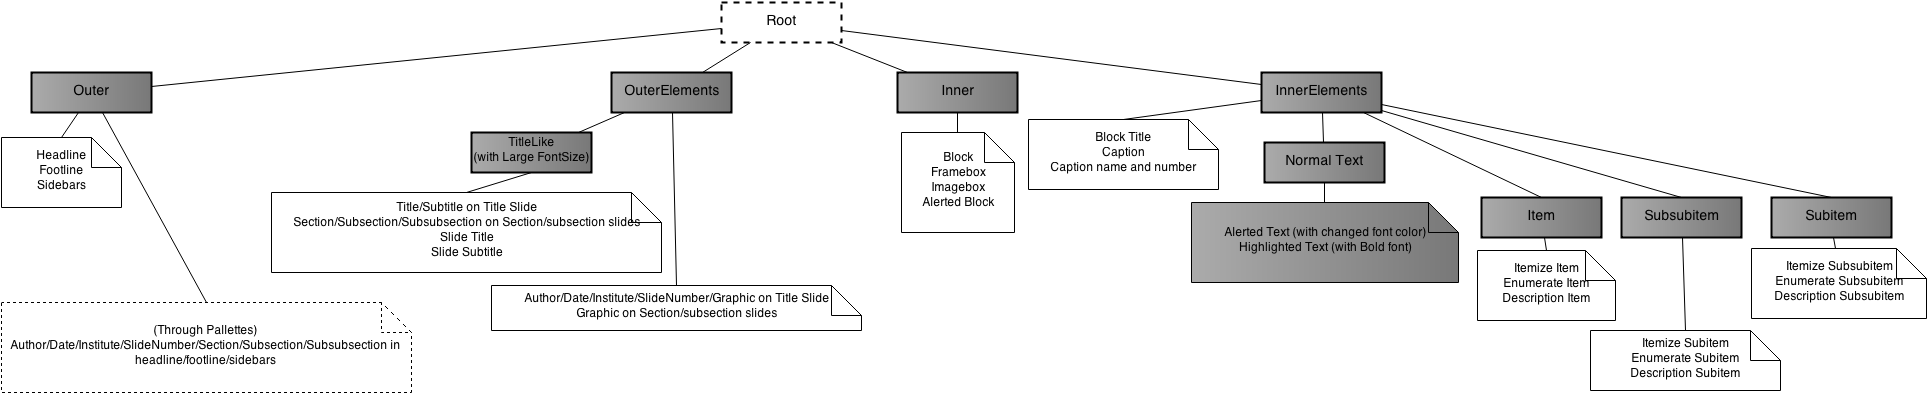 Root
Outer
OuterElements
Inner
InnerElements
Headline
Footline
Sidebars
TitleLike
(with Large FontSize)
Block
Framebox
Imagebox
Alerted Block
Block Title
Caption
Caption name and number
Normal Text
Title/Subtitle on Title Slide
Section/Subsection/Subsubsection on Section/subsection slides
Slide Title
Slide Subtitle
Alerted Text (with changed font color)
Highlighted Text (with Bold font)
Item
Subsubitem
Subitem
Itemize Item
Enumerate Item
Description Item
Itemize Subsubitem
Enumerate Subsubitem
Description Subsubitem
Author/Date/Institute/SlideNumber/Graphic on Title Slide
Graphic on Section/subsection slides
(Through Pallettes)
Author/Date/Institute/SlideNumber/Section/Subsection/Subsubsection in
headline/footline/sidebars
Itemize Subitem
Enumerate Subitem
Description Subitem